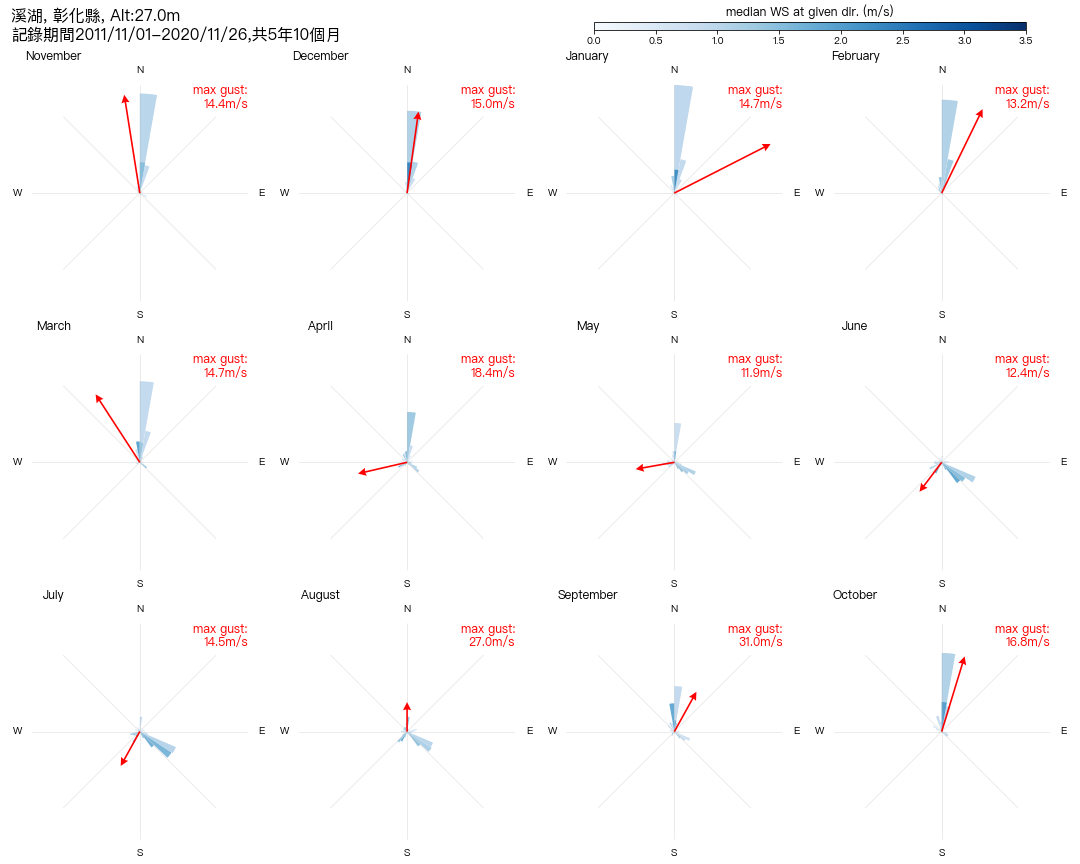 溪湖, 彰化縣, Alt:27.0m
記錄期間2011/11/01–2020/11/26,共5年10個月
median WS at given dir. (m/s)
0.0 0.5 1.0 1.5 2.0 2.5 3.0 3.5
November
N
max gust:
14.4m/s
W E
S
December
N
max gust:
15.0m/s
W E
S
January
N
max gust:
14.7m/s
W E
S
February
N
max gust:
13.2m/s
W E
S
March
N
max gust:
14.7m/s
W E
S
April
N
max gust:
18.4m/s
W E
S
May
N
max gust:
11.9m/s
W E
S
June
N
max gust:
12.4m/s
W E
S
July
N
max gust:
14.5m/s
W E
S
August
N
max gust:
27.0m/s
W E
S
September
N
max gust:
31.0m/s
W E
S
October
N
max gust:
16.8m/s
W E
S